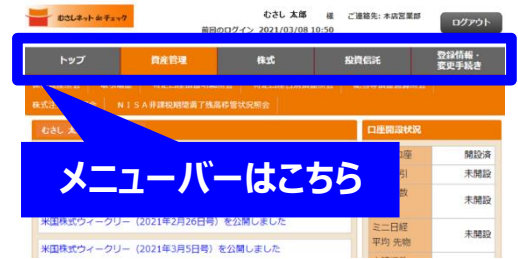 むさしネット de チェック
むさし 太郎 様 ご連絡先: 本店営業部
ログアウト
前回のログイン 2021/03/08 10:50
トップ
資産管理
株式
投資信託
登録情報・
変更手続き
NISA非課税期間満了残高移管状況照会
むさし
口座開設状況
メニューバーはこちら
開設済
未開設
未開設
米国株式ウィークリー（2021年2月26日号）を公開しました
ミニ日経
平均 先物
未開設
米国株式ウィークリー（2021年3月5日号）を公開しました